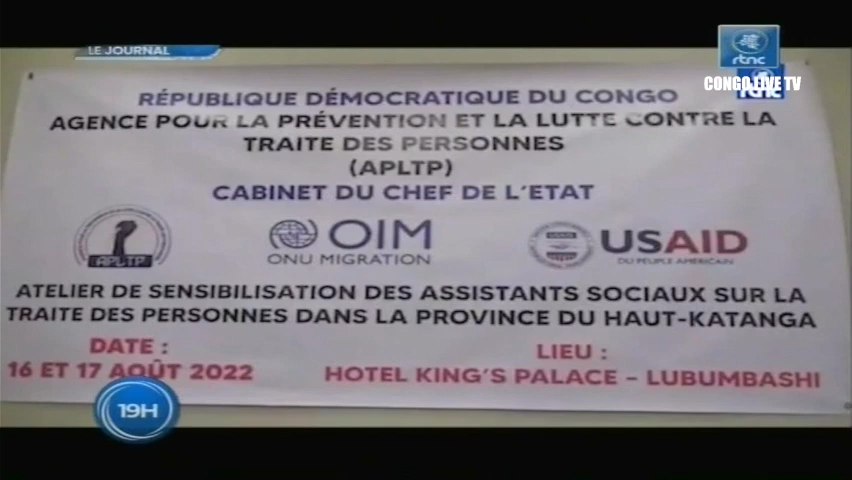 LE JOURNAL
rtnc
CONGO LIVE TV
RÉPUBLIQUE DÉMOCRATIQUE DU CONGO
AGENCE POUR LA PRÉVENTION ET LA LUTTE CONTRE LA
TRAITE DES PERSONNES
(APLTP)
CABINET DU CHEF DE L'ETAT
APLTP
OIM
ONU MIGRATION
USAID
DU PEUPLE AMERICAIN
ATELIER DE SENSIBILISATION DES ASSISTANTS SOCIAUX SUR LA
TRAITE DES PERSONNES DANS LA PROVINCE DU HAUT-KATANGA
DATE :
16 ET 17 AOÛT 2022
LIEU :
HOTEL KING'S PALACE – LUBUMBASHI
19H